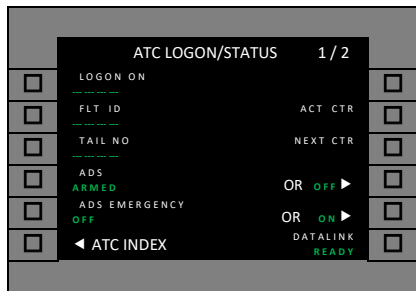 ATC LOGON/STATUS 1/2
LOGON ON
--- --- --- ---
FLT ID ACT CTR
--- --- --- ---
TAIL NO NEXT CTR
--- --- --- ---
ADS
ARMED OR OFF ▶
ADS EMERGENCY
OFF OR ON ▶
DATALINK
◀ ATC INDEX READY